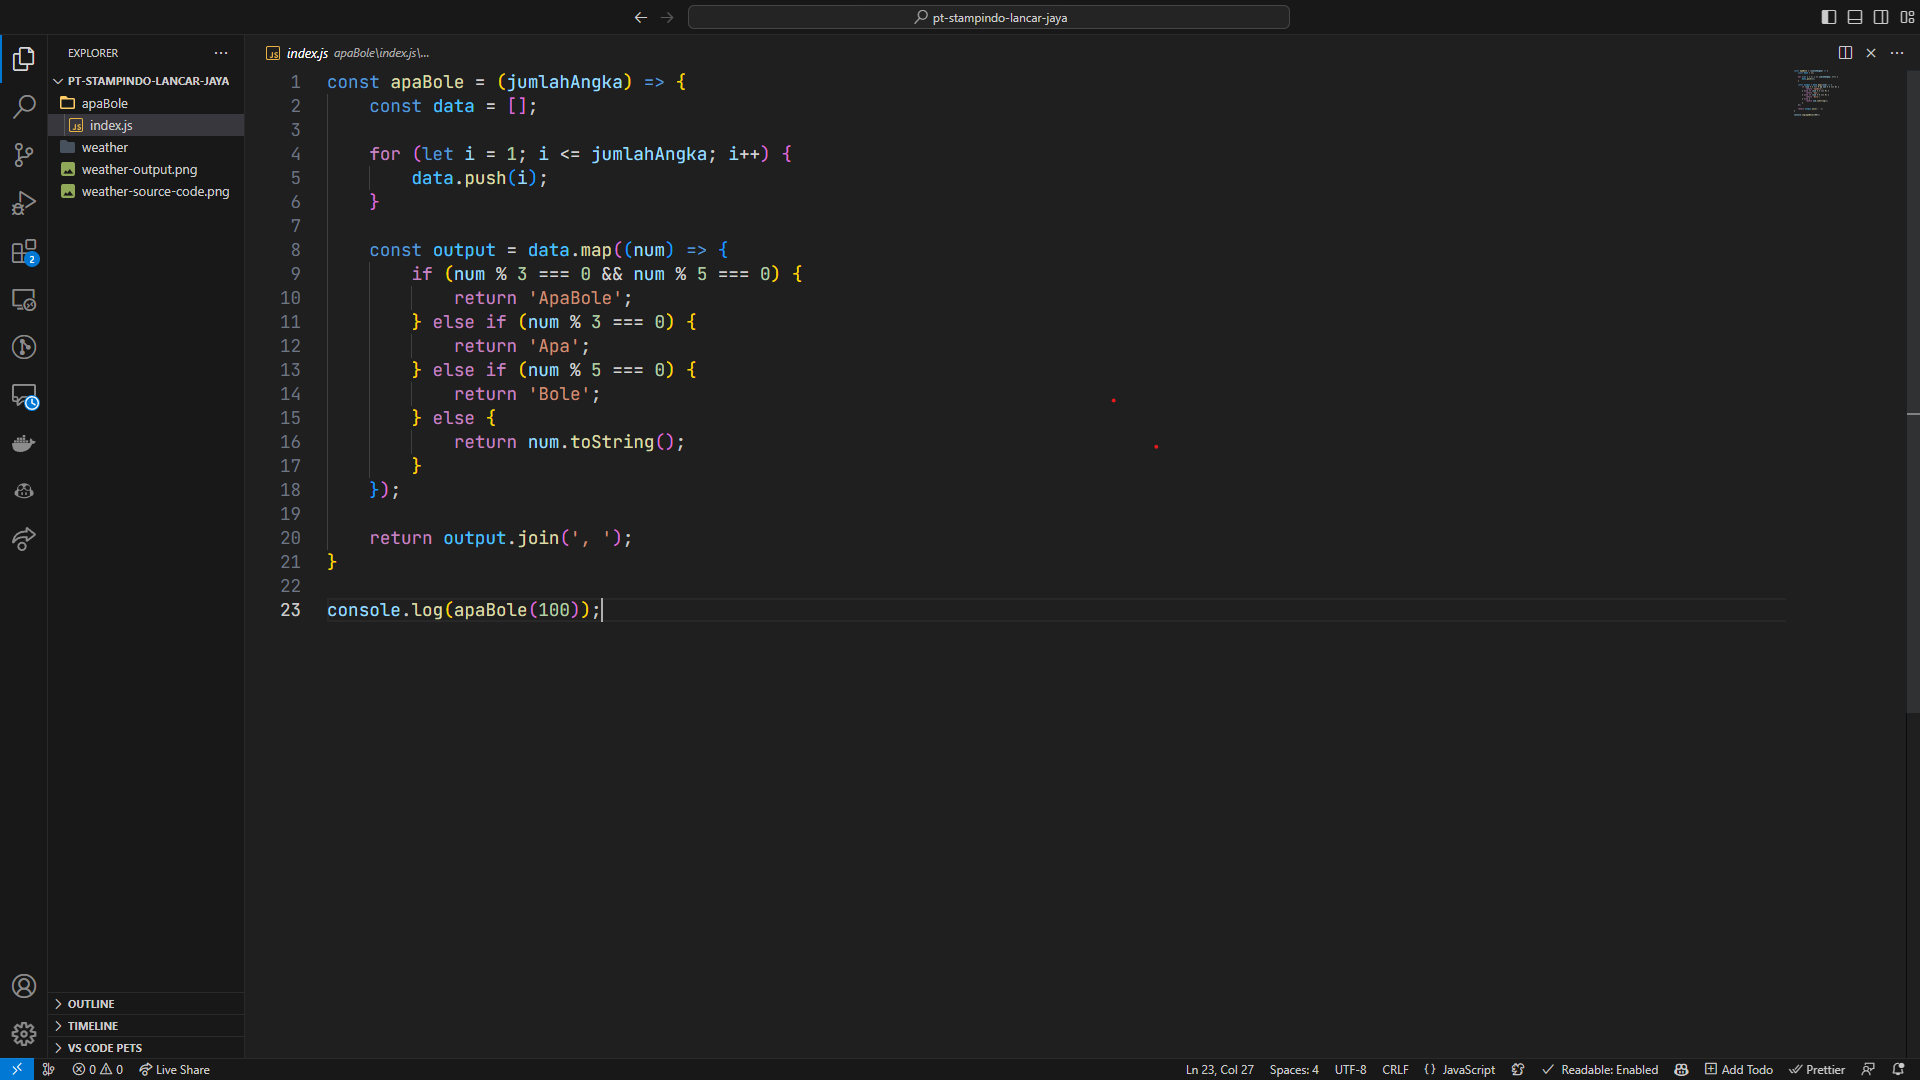 pt-stampindo-lancar-jaya
EXPLORER
PT-STAMPINDO-LANCAR-JAYA
apaBole
JS index.js
weather
weather-output.png
weather-source-code.png
2
OUTLINE
TIMELINE
VS CODE PETS
JS index.js apaBole\index.js\...
1 const apaBole = (jumlahAngka) => {
2     const data = [];
3
4     for (let i = 1; i <= jumlahAngka; i++) {
5         data.push(i);
6     }
7
8     const output = data.map((num) => {
9         if (num % 3 === 0 && num % 5 === 0) {
10             return 'ApaBole';
11         } else if (num % 3 === 0) {
12             return 'Apa';
13         } else if (num % 5 === 0) {
14             return 'Bole';
15         } else {
16             return num.toString();
17         }
18     });
19
20     return output.join(', ');
21 }
22
23 console.log(apaBole(100));
0 0 Live Share Ln 23, Col 27 Spaces: 4 UTF-8 CRLF {} JavaScript Readable: Enabled Add Todo Prettier